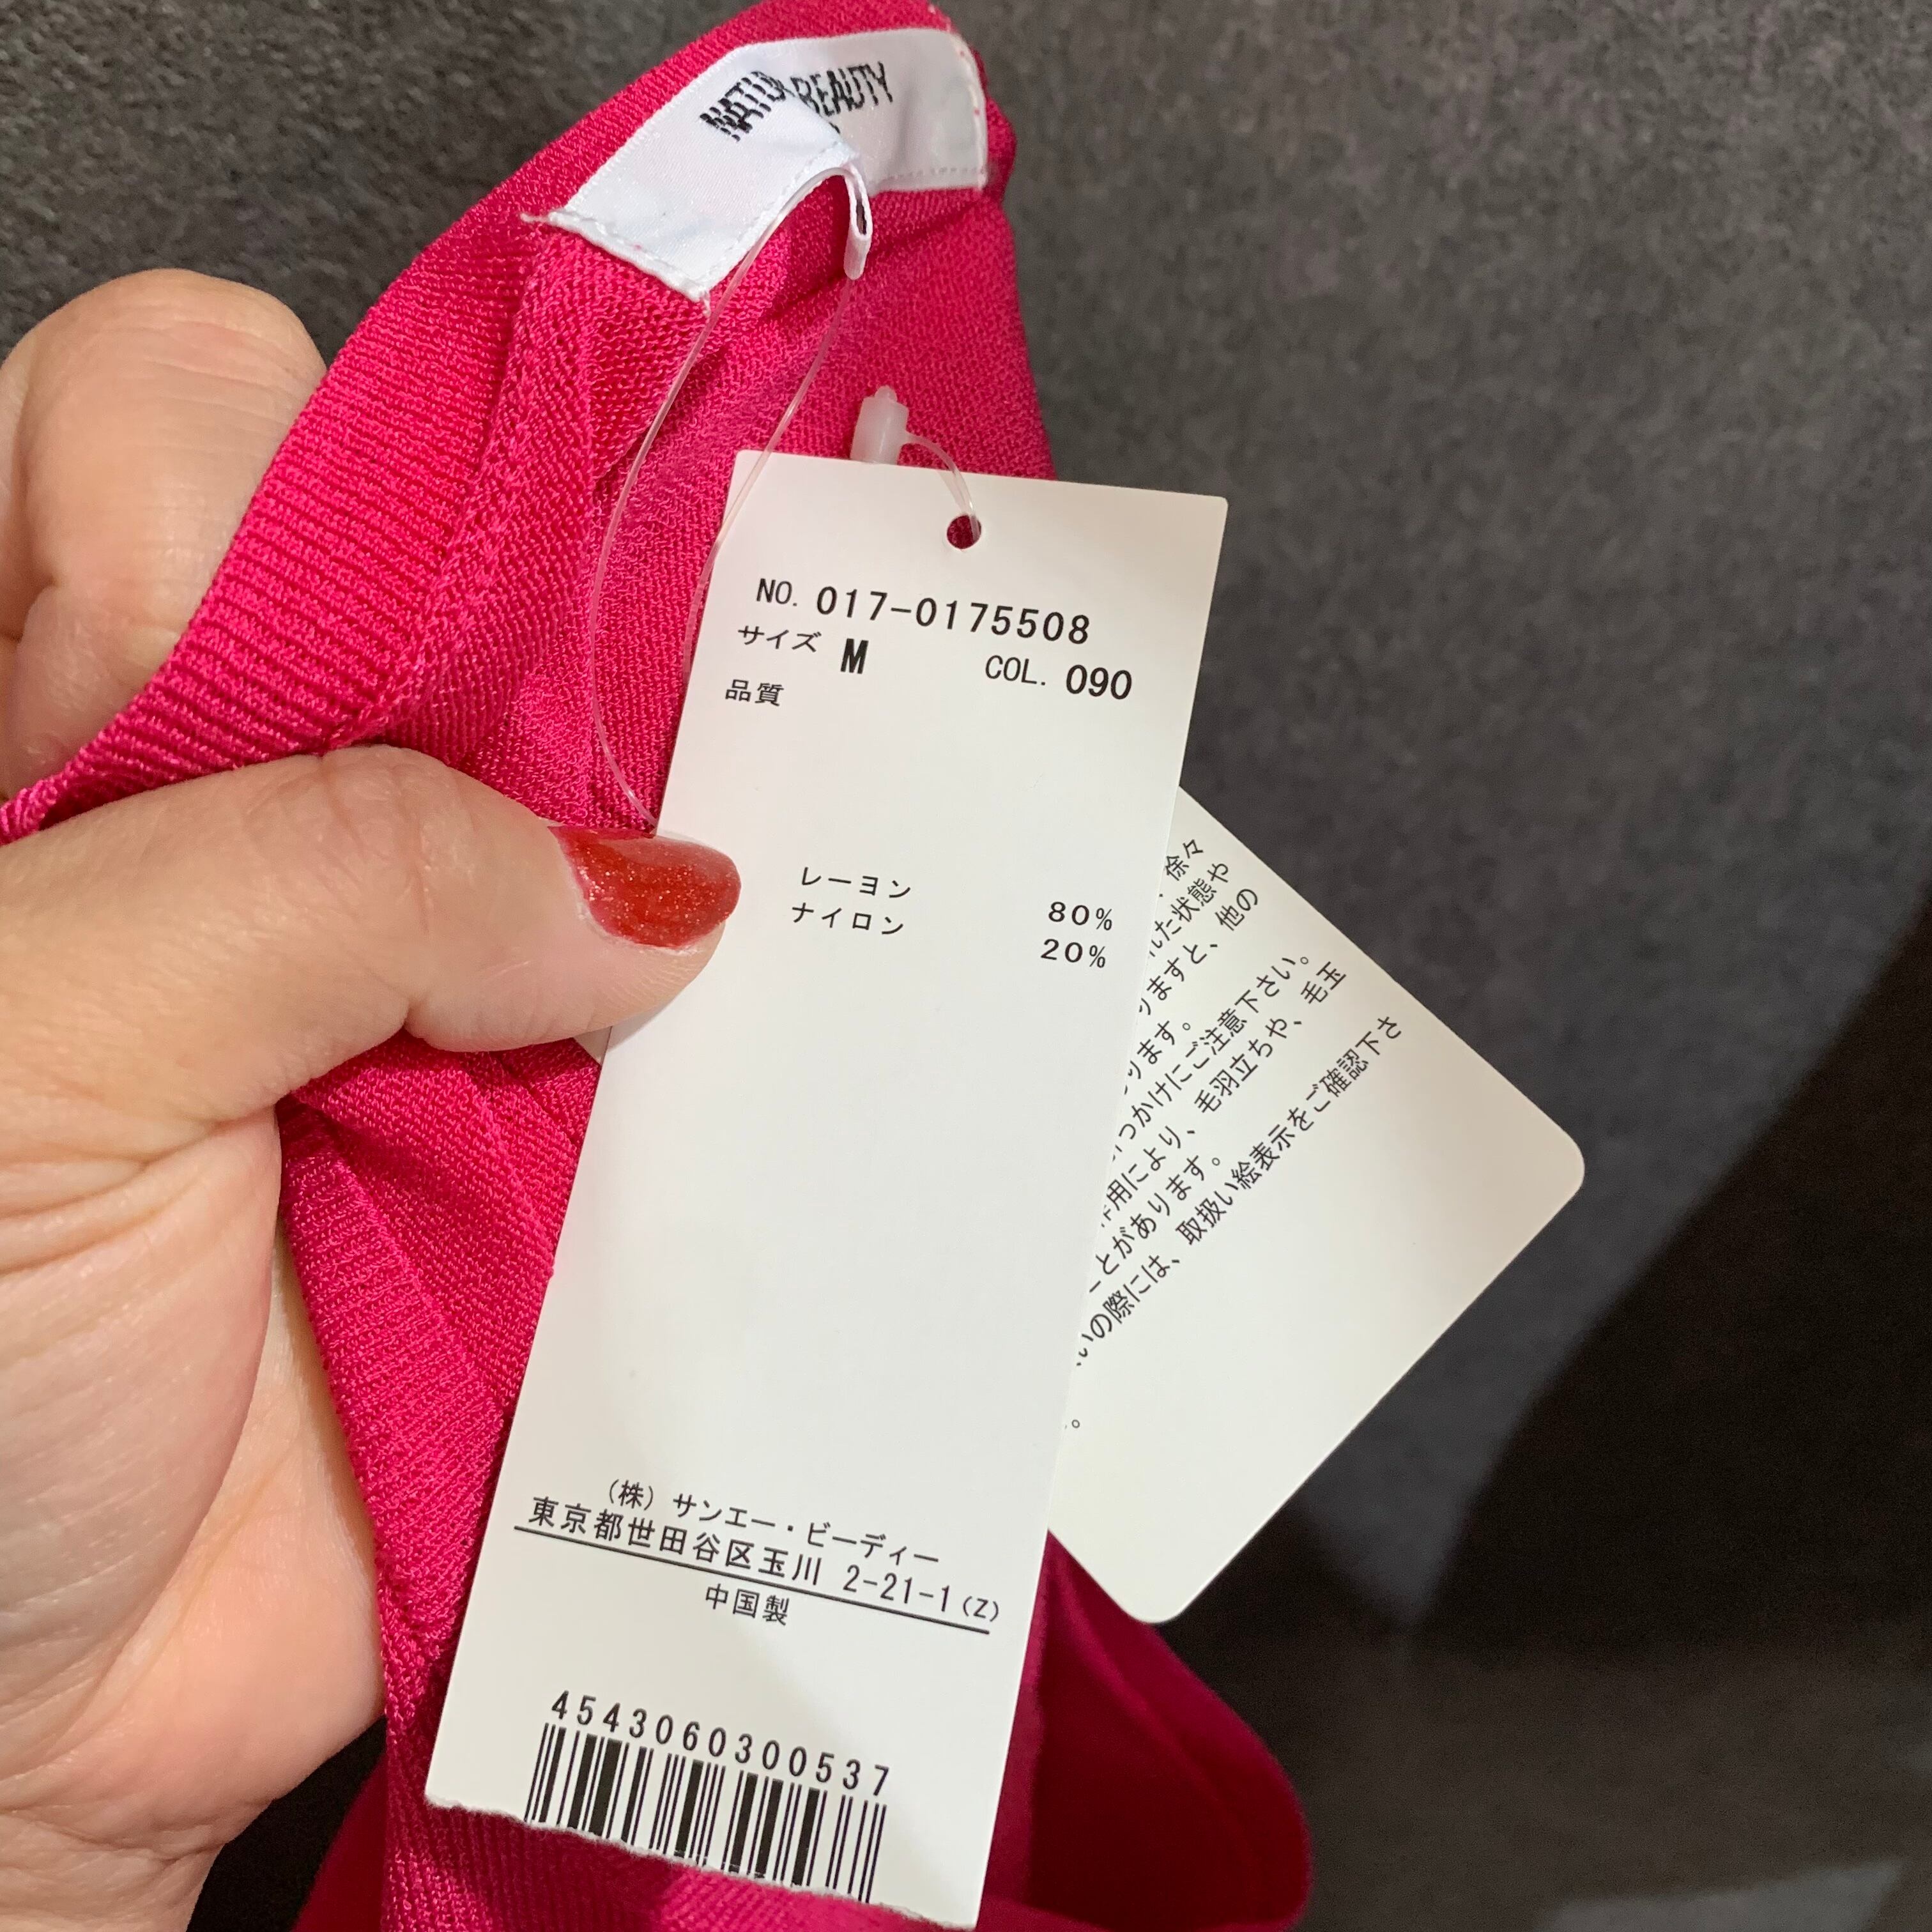 BEAUTY
NO. 017-0175508
サイズ M COL. 090
品質
レーヨン 80%
ナイロン 20%
(株) サンエー・ビーディー
東京都世田谷区玉川 2-21-1 (Z)
中国製
4543060300537
徐々
れた状態や
りますと、他の
ります。
っかけにご注意下さい。
用により、毛羽立ちや、毛玉
とがあります。
いの際には、取扱い絵表示をご確認下さ
。